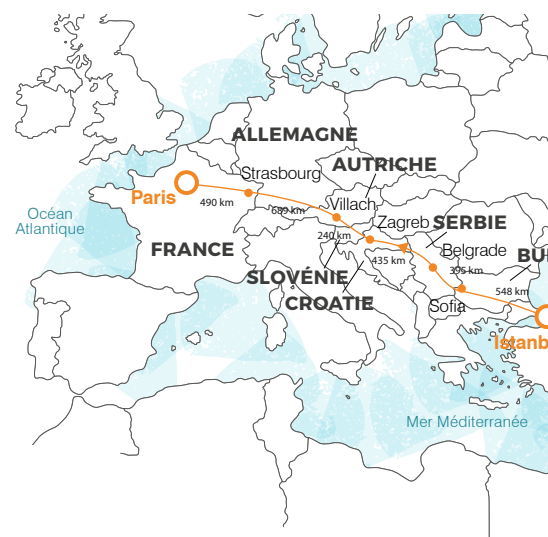 ALLEMAGNE
AUTRICHE
Strasbourg
Paris
490 km
689 km
Villach
Océan
Atlantique
Zagreb
SERBIE
240 km
FRANCE
Belgrade
BU
435 km
395 km
SLOVÉNIE
548 km
CROATIE
Sofia
Istanb
Mer Méditerranée